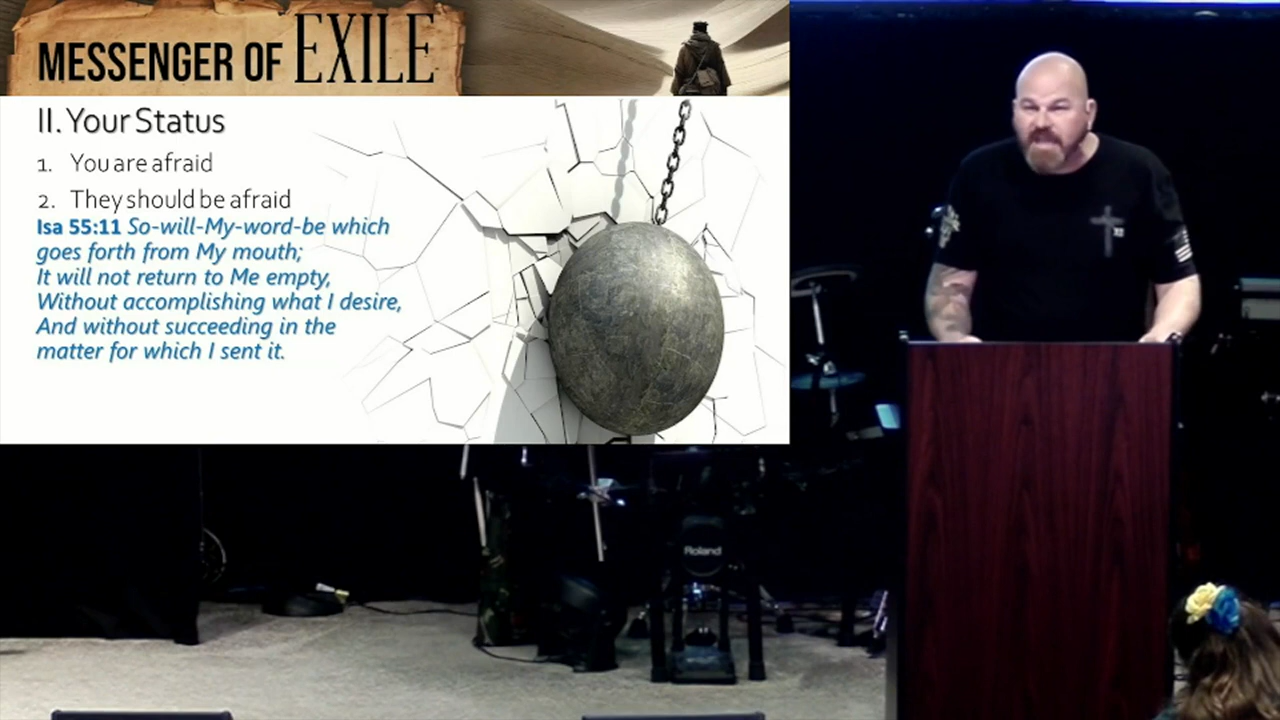 MESSENGER OF EXILE
II. Your Status
1. You are afraid
2. They should be afraid
Isa 55:11 So-will-My-word-be which
goes forth from My mouth;
It will not return to Me empty,
Without accomplishing what I desire,
And without succeeding in the
matter for which I sent it.
Roland